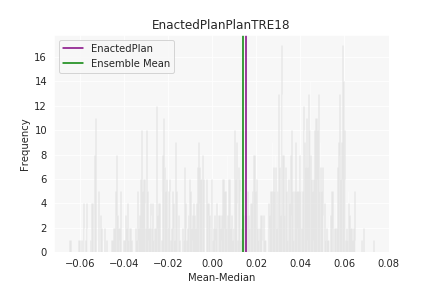 EnactedPlanPlanTRE18
EnactedPlan
Ensemble Mean
Frequency
16
14
12
10
8
6
4
2
0
−0.06 −0.04 −0.02 0.00 0.02 0.04 0.06 0.08
Mean-Median